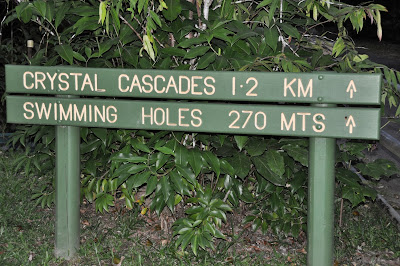 CRYSTAL CASCADES 1·2 KM ↑
SWIMMING HOLES 270 MTS ↑